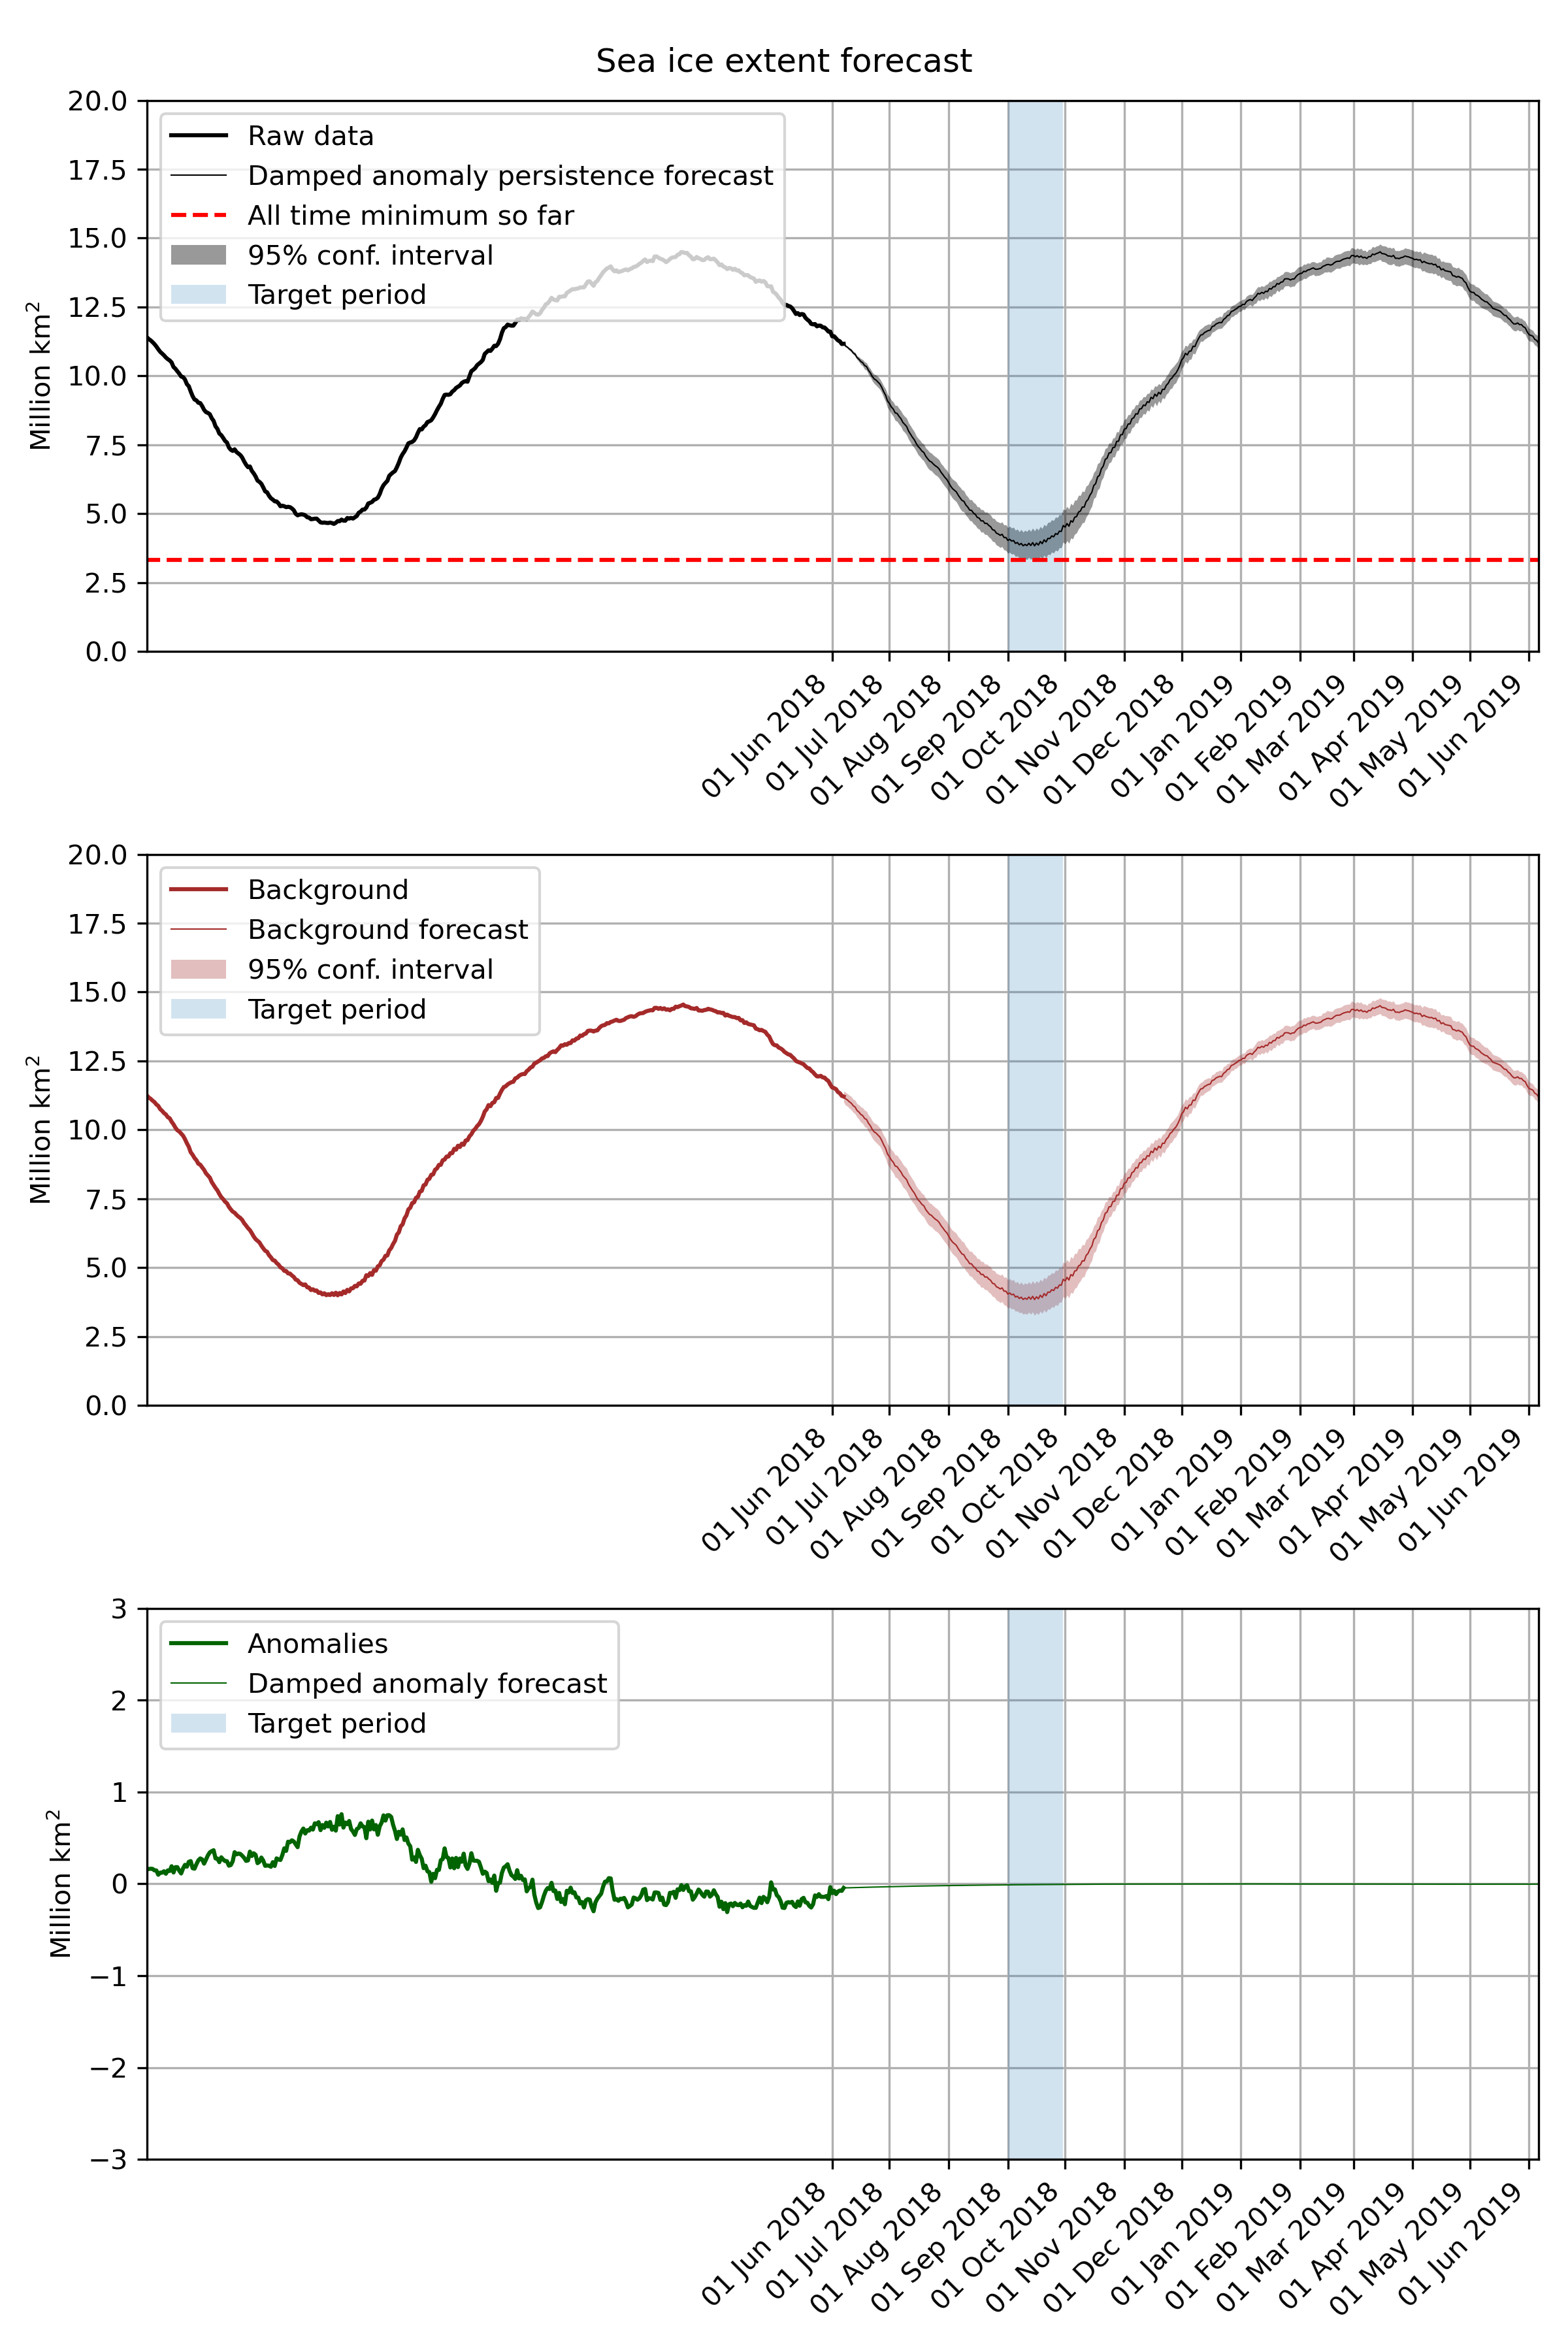 Sea ice extent forecast
20.0
17.5
15.0
12.5
10.0
7.5
5.0
2.5
0.0
Million km²
Raw data
Damped anomaly persistence forecast
All time minimum so far
95% conf. interval
Target period
01 Jun 2018
01 Jul 2018
01 Aug 2018
01 Sep 2018
01 Oct 2018
01 Nov 2018
01 Dec 2018
01 Jan 2019
01 Feb 2019
01 Mar 2019
01 Apr 2019
01 May 2019
01 Jun 2019
20.0
17.5
15.0
12.5
10.0
7.5
5.0
2.5
0.0
Million km²
Background
Background forecast
95% conf. interval
Target period
01 Jun 2018
01 Jul 2018
01 Aug 2018
01 Sep 2018
01 Oct 2018
01 Nov 2018
01 Dec 2018
01 Jan 2019
01 Feb 2019
01 Mar 2019
01 Apr 2019
01 May 2019
01 Jun 2019
3
2
1
0
−1
−2
−3
Million km²
Anomalies
Damped anomaly forecast
Target period
01 Jun 2018
01 Jul 2018
01 Aug 2018
01 Sep 2018
01 Oct 2018
01 Nov 2018
01 Dec 2018
01 Jan 2019
01 Feb 2019
01 Mar 2019
01 Apr 2019
01 May 2019
01 Jun 2019